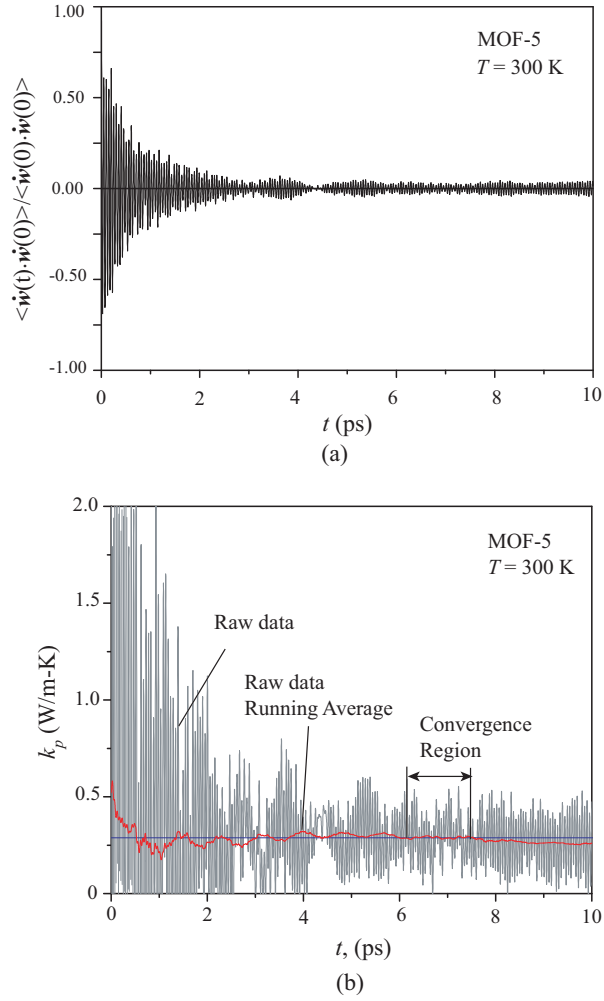 1.00
MOF-5
T = 300 K
0.50
0.00
-0.50
-1.00
<ẇ(t)·ẇ(0)>/<ẇ(0)·ẇ(0)>
0 2 4 6 8 10
t (ps)
(a)
2.0
MOF-5
T = 300 K
1.5
Raw data
Raw data
Running Average
Convergence
Region
1.0
0.5
0
k_p (W/m-K)
0 2 4 6 8 10
t, (ps)
(b)